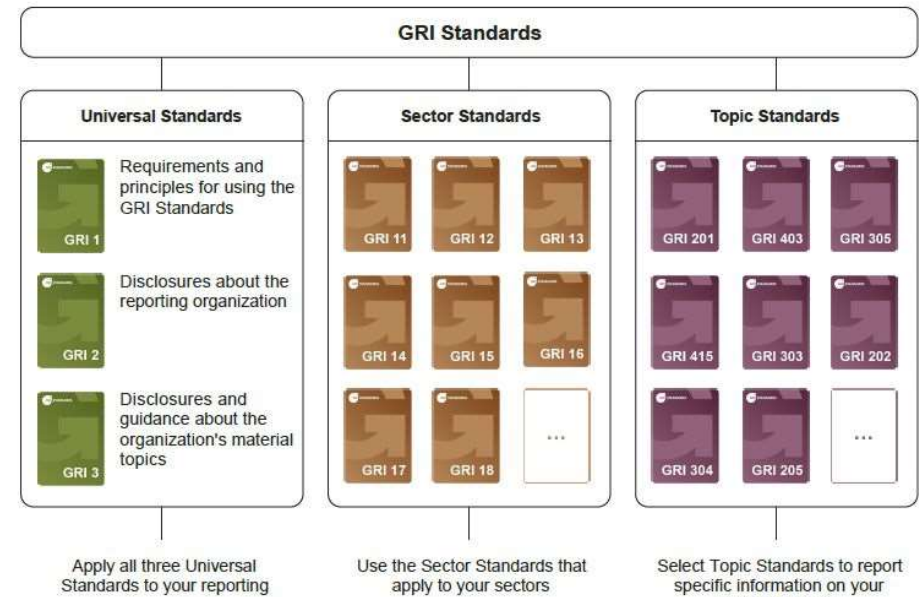 GRI Standards
Universal Standards
Requirements and
principles for using the
GRI Standards
GRI 1
Disclosures about the
reporting organization
GRI 2
Disclosures and
guidance about the
organization's material
topics
GRI 3
Apply all three Universal
Standards to your reporting
Sector Standards
GRI 11
GRI 12
GRI 13
GRI 14
GRI 15
GRI 16
GRI 17
GRI 18
...
Use the Sector Standards that
apply to your sectors
Topic Standards
GRI 201
GRI 403
GRI 305
GRI 415
GRI 303
GRI 202
GRI 304
GRI 205
...
Select Topic Standards to report
specific information on your